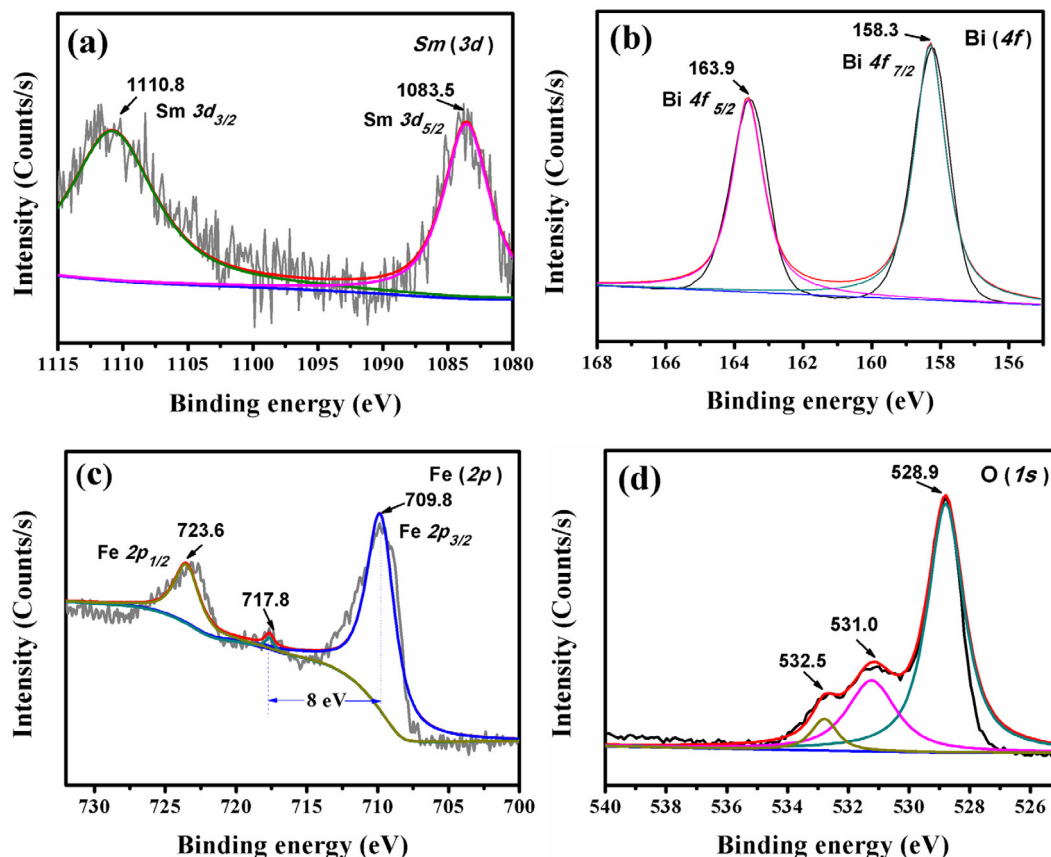 (a)
Sm (3d)
1110.8
Sm 3d3/2
1083.5
Sm 3d5/2
Intensity (Counts/s)
1115 1110 1105 1100 1095 1090 1085 1080
Binding energy (eV)
(b)
Bi (4f)
158.3
Bi 4f 7/2
163.9
Bi 4f 5/2
Intensity (Counts/s)
168 166 164 162 160 158 156
Binding energy (eV)
(c)
Fe (2p)
709.8
Fe 2p3/2
723.6
Fe 2p1/2
717.8
8 eV
Intensity (Counts/s)
730 725 720 715 710 705 700
Binding energy (eV)
(d)
O (1s)
528.9
531.0
532.5
Intensity (Counts/s)
540 538 536 534 532 530 528 526
Binding energy (eV)